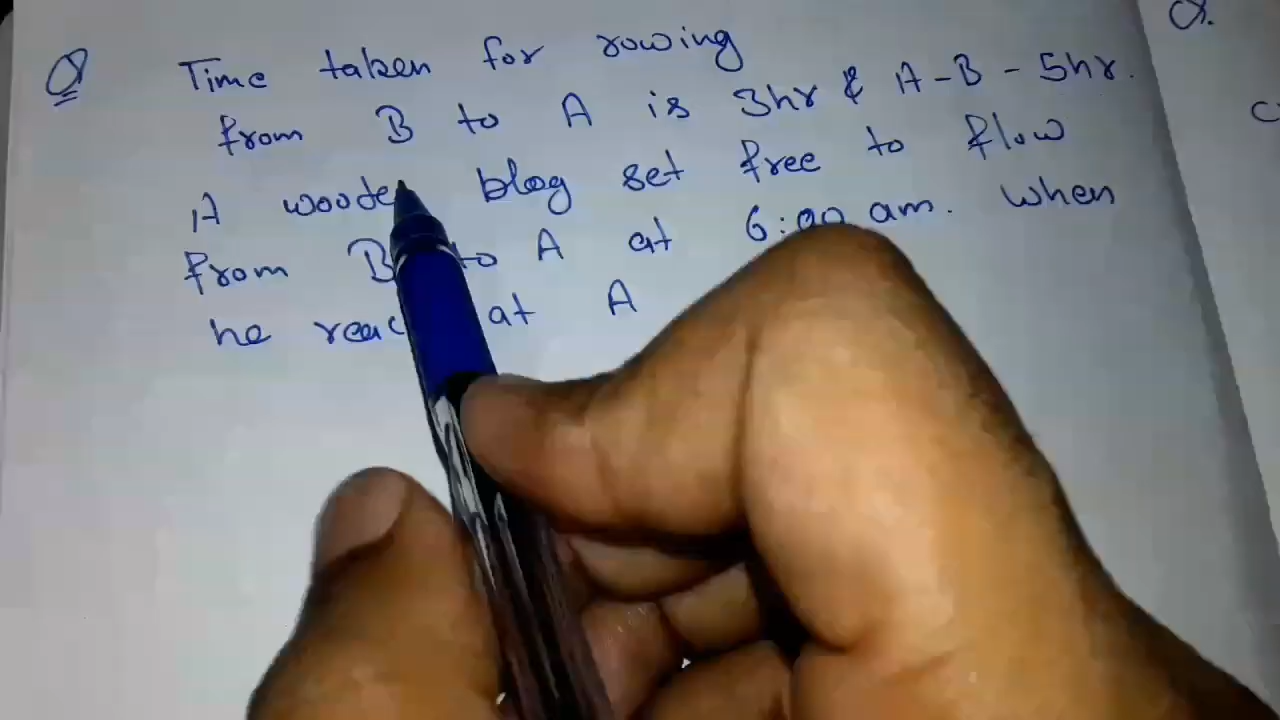 Q Time taken for rowing
from B to A is 3hr & A-B-5hr.
A woode blog set free to flow
from B to A at 6:00 am. When
he reac at A
Q.
C